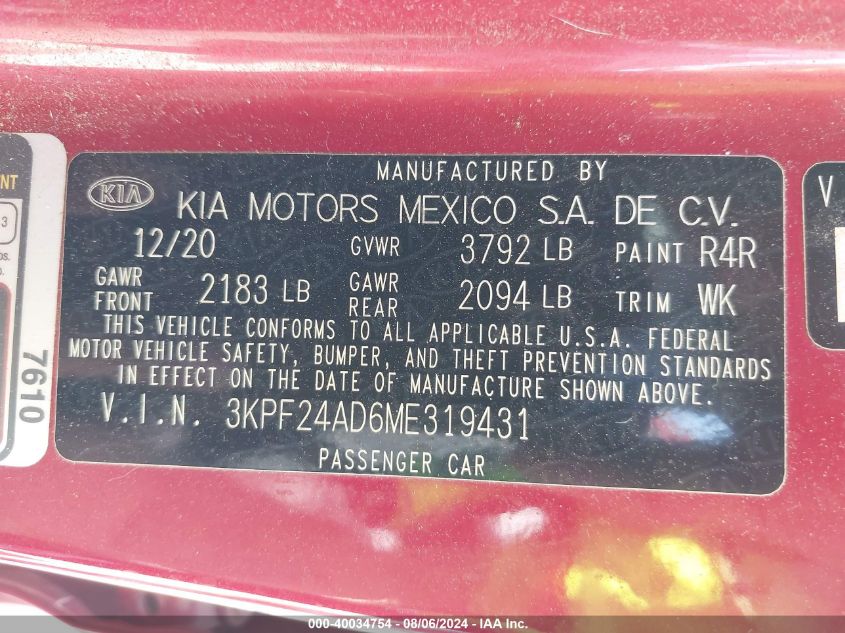 MANUFACTURED BY
KIA KIA MOTORS MEXICO S.A. DE C.V.
12/20 GVWR 3792 LB PAINT R4R
GAWR FRONT 2183 LB GAWR REAR 2094 LB TRIM WK
THIS VEHICLE CONFORMS TO ALL APPLICABLE U.S.A. FEDERAL
MOTOR VEHICLE SAFETY, BUMPER, AND THEFT PREVENTION STANDARDS
IN EFFECT ON THE DATE OF MANUFACTURE SHOWN ABOVE.
V.I.N. 3KPF24AD6ME319431
PASSENGER CAR
NT
3
7610
V
000-40034754 - 08/06/2024 - IAA Inc.